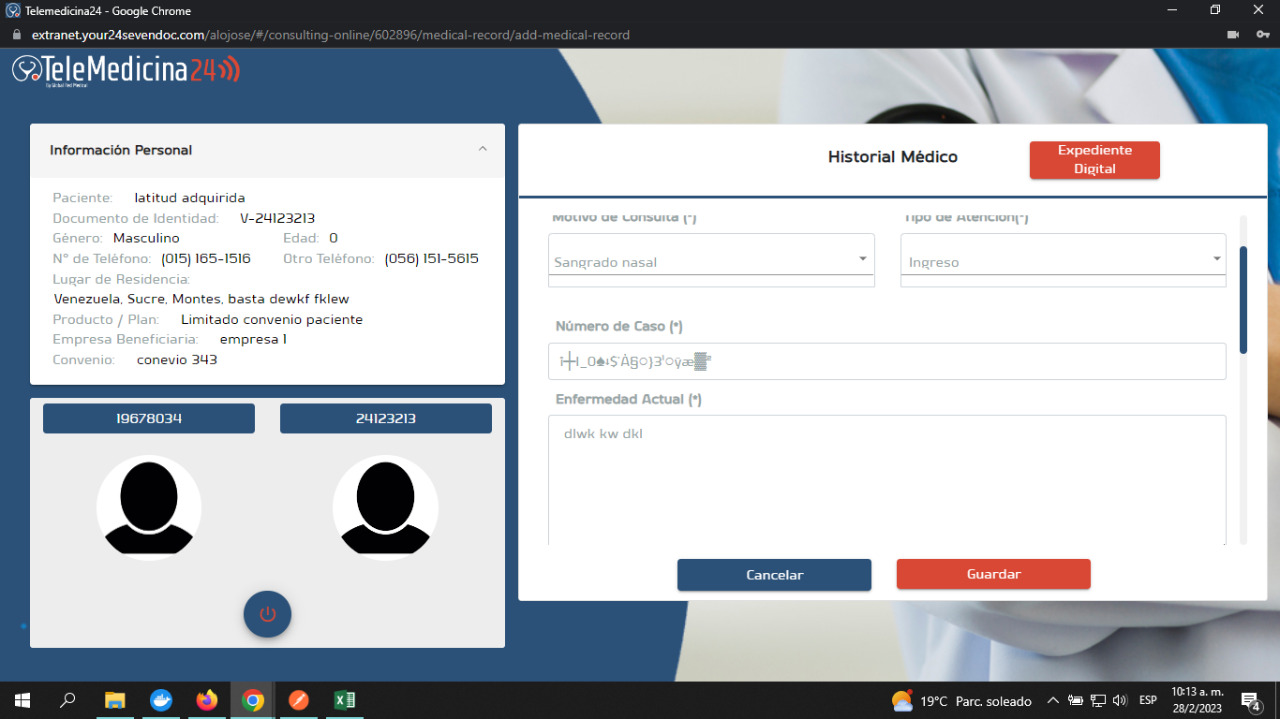 Telemedicina24 - Google Chrome
extranet.your24sevendoc.com/alojose/#/consulting-online/602896/medical-record/add-medical-record
TeleMedicina24
by Global Test Medical
Información Personal
Paciente: latitud adquirida
Documento de Identidad: V-24123213
Género: Masculino Edad: 0
N° de Teléfono: (015) 165-1516 Otro Teléfono: (056) 151-5615
Lugar de Residencia:
Venezuela, Sucre, Montes, basta dewkf fklew
Producto / Plan: Limitado convenio paciente
Empresa Beneficiaria: empresa 1
Convenio: conevio 343
19678034 24123213
Historial Médico
Expediente
Digital
Motivo de Consulta (*) Tipo de Atención(*)
Sangrado nasal Ingreso
Número de Caso (*)
Enfermedad Actual (*)
dlwk kw dkl
Cancelar Guardar
19°C Parc. soleado
ESP
10:13 a. m.
28/2/2023
4